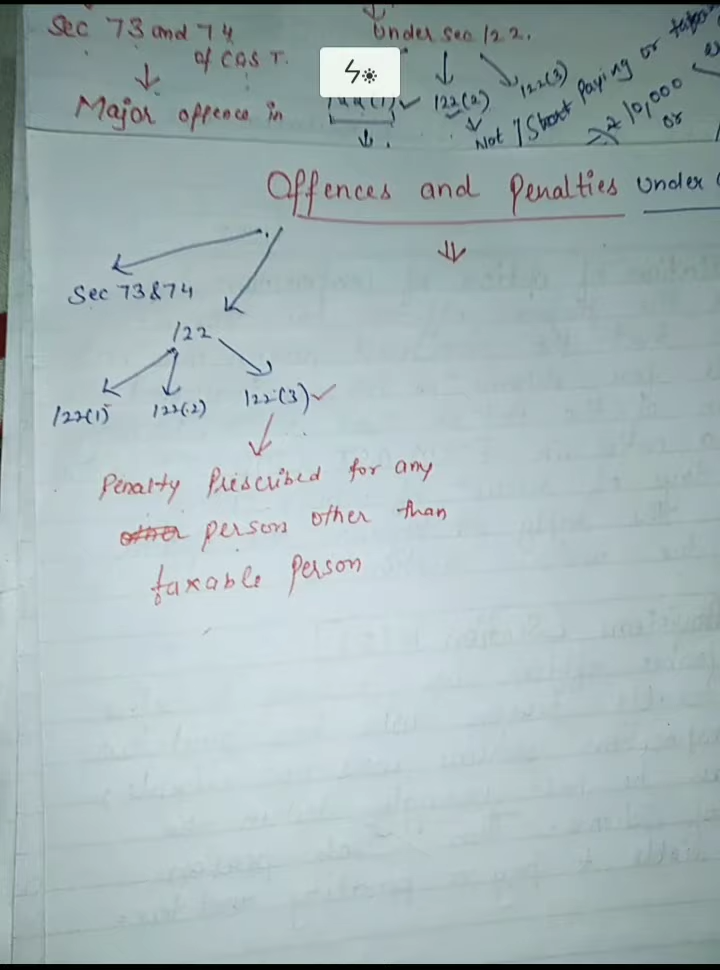 Sec 73 and 74
of CGST.
Under sec 122.
Major offence in
122(2)
122(3)
Not / Short Paying or
10,000
or
Offences and Penalties under
Sec 73 & 74
122
122(1)
122(2)
122(3)
Penalty Prescribed for any
person other than
taxable person